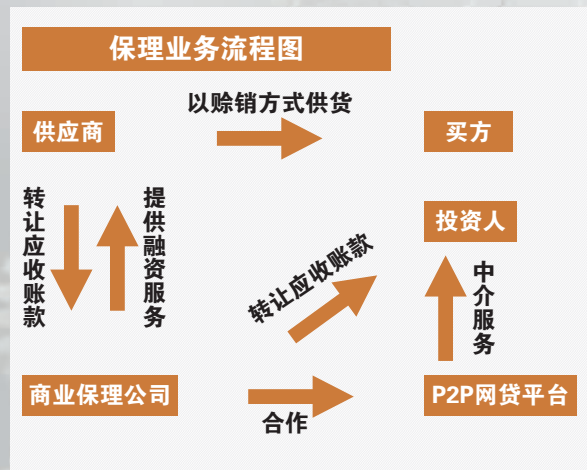 保理业务流程图
以赊销方式供货
供应商
买方
转让应收账款
提供融资服务
投资人
转让应收账款
中介服务
商业保理公司
P2P网贷平台
合作